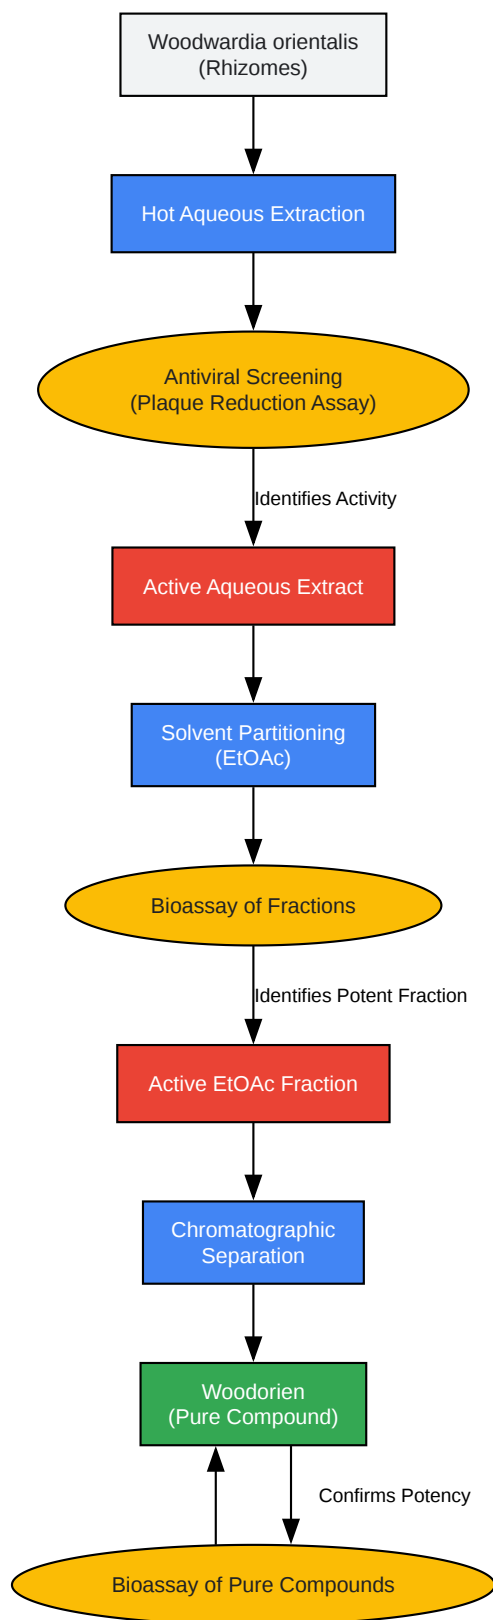 Woodwardia orientalis
(Rhizomes)
Hot Aqueous Extraction
Antiviral Screening
(Plaque Reduction Assay)
Identifies Activity
Active Aqueous Extract
Solvent Partitioning
(EtOAc)
Bioassay of Fractions
Identifies Potent Fraction
Active EtOAc Fraction
Chromatographic
Separation
Woodorien
(Pure Compound)
Confirms Potency
Bioassay of Pure Compounds